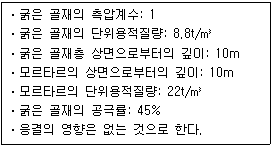 · 굵은 골재의 측압계수: 1
· 굵은 골재의 단위용적질량: 8.8t/㎥
· 굵은 골재층 상면으로부터의 깊이: 10m
· 모르타르의 상면으로부터의 깊이: 10m
· 모르타르의 단위용적질량: 22t/㎥
· 굵은 골재의 공극률: 45%
· 응결의 영향은 없는 것으로 한다.